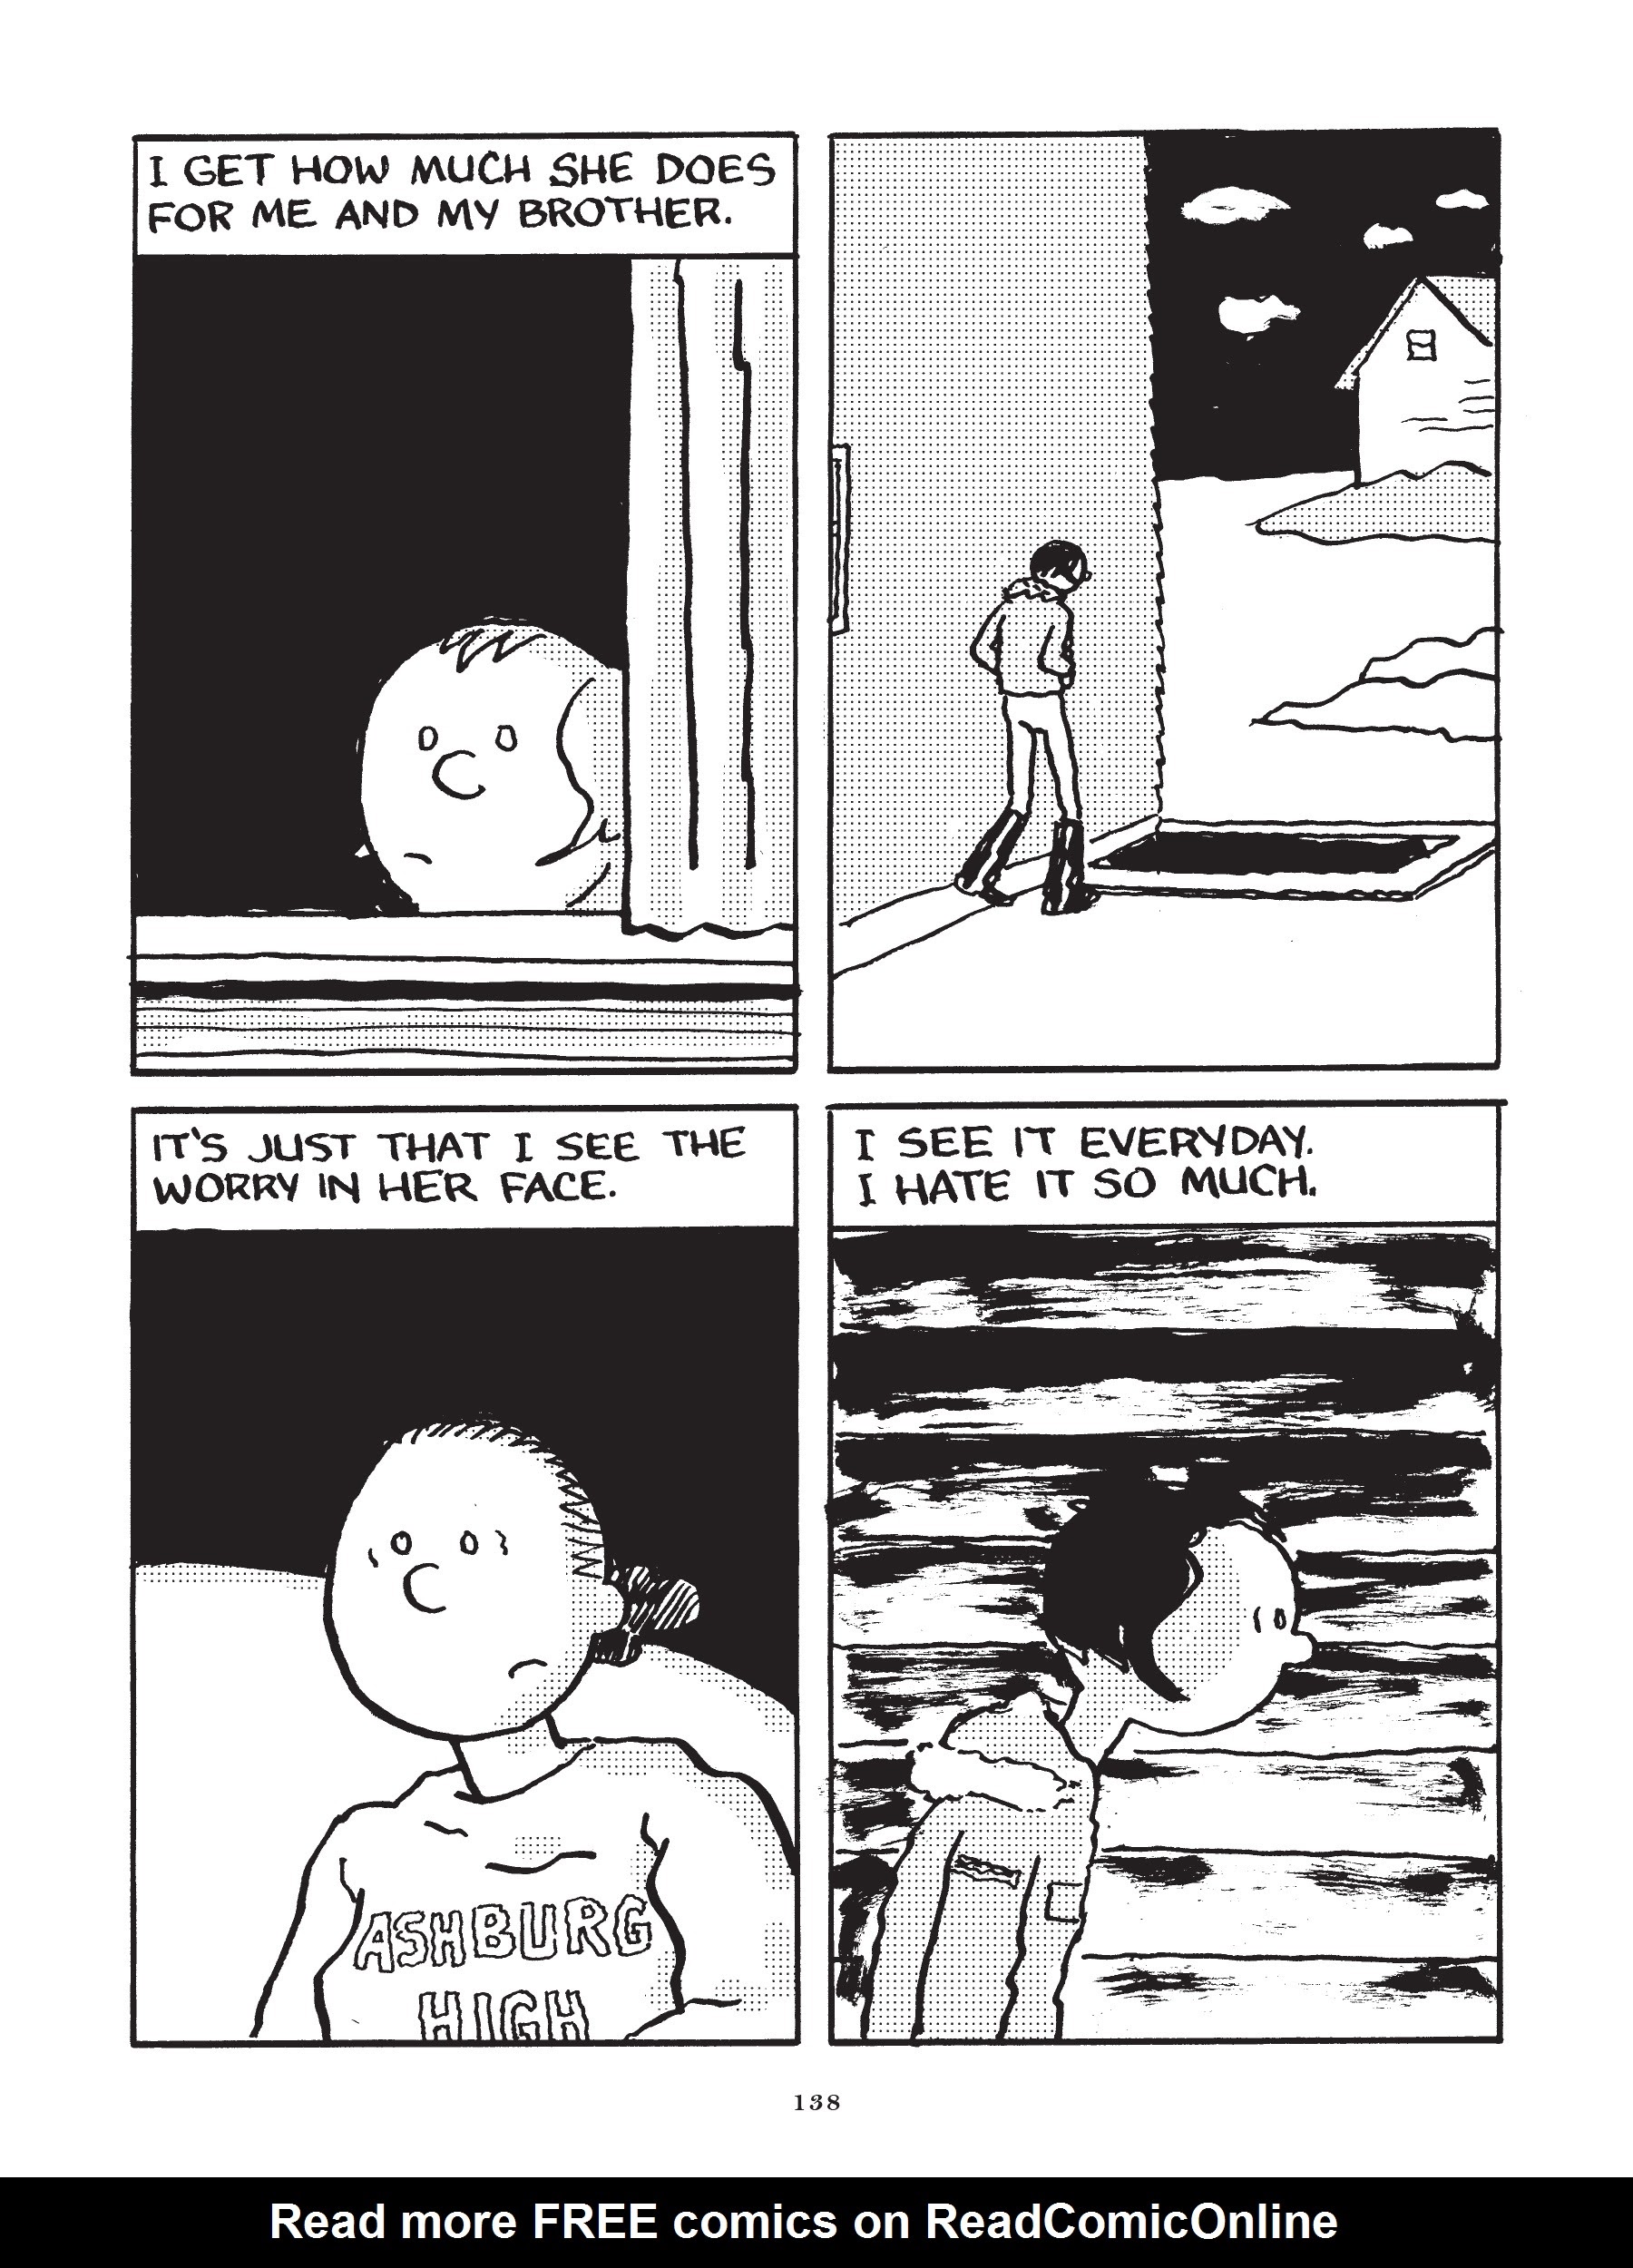 I GET HOW MUCH SHE DOES
FOR ME AND MY BROTHER.
IT'S JUST THAT I SEE THE
WORRY IN HER FACE.
I SEE IT EVERYDAY.
I HATE IT SO MUCH.
ASHBURG
HIGH
138
Read more FREE comics on ReadComicOnline